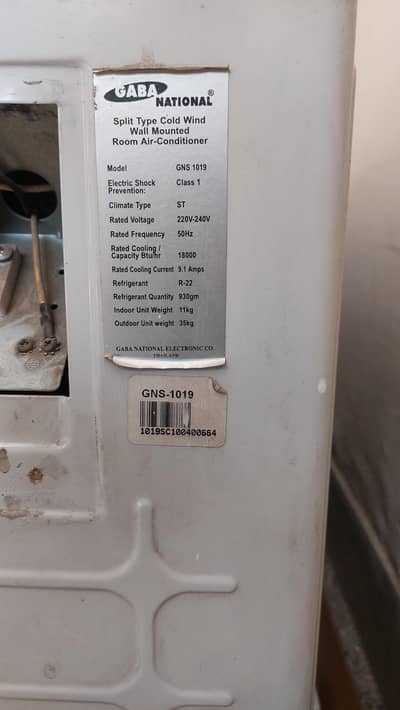 GABA NATIONAL®
Split Type Cold Wind
Wall Mounted
Room Air-Conditioner
Model GNS 1019
Electric Shock Prevention: Class 1
Climate Type ST
Rated Voltage 220V-240V
Rated Frequency 50Hz
Rated Cooling / Capacity Btu/hr 18000
Rated Cooling Current 9.1 Amps
Refrigerant R-22
Refrigerant Quantity 930gm
Indoor Unit Weight 11kg
Outdoor Unit weight 35kg
GABA NATIONAL ELECTRONIC CO.
GNS-1019
1019SC100400664